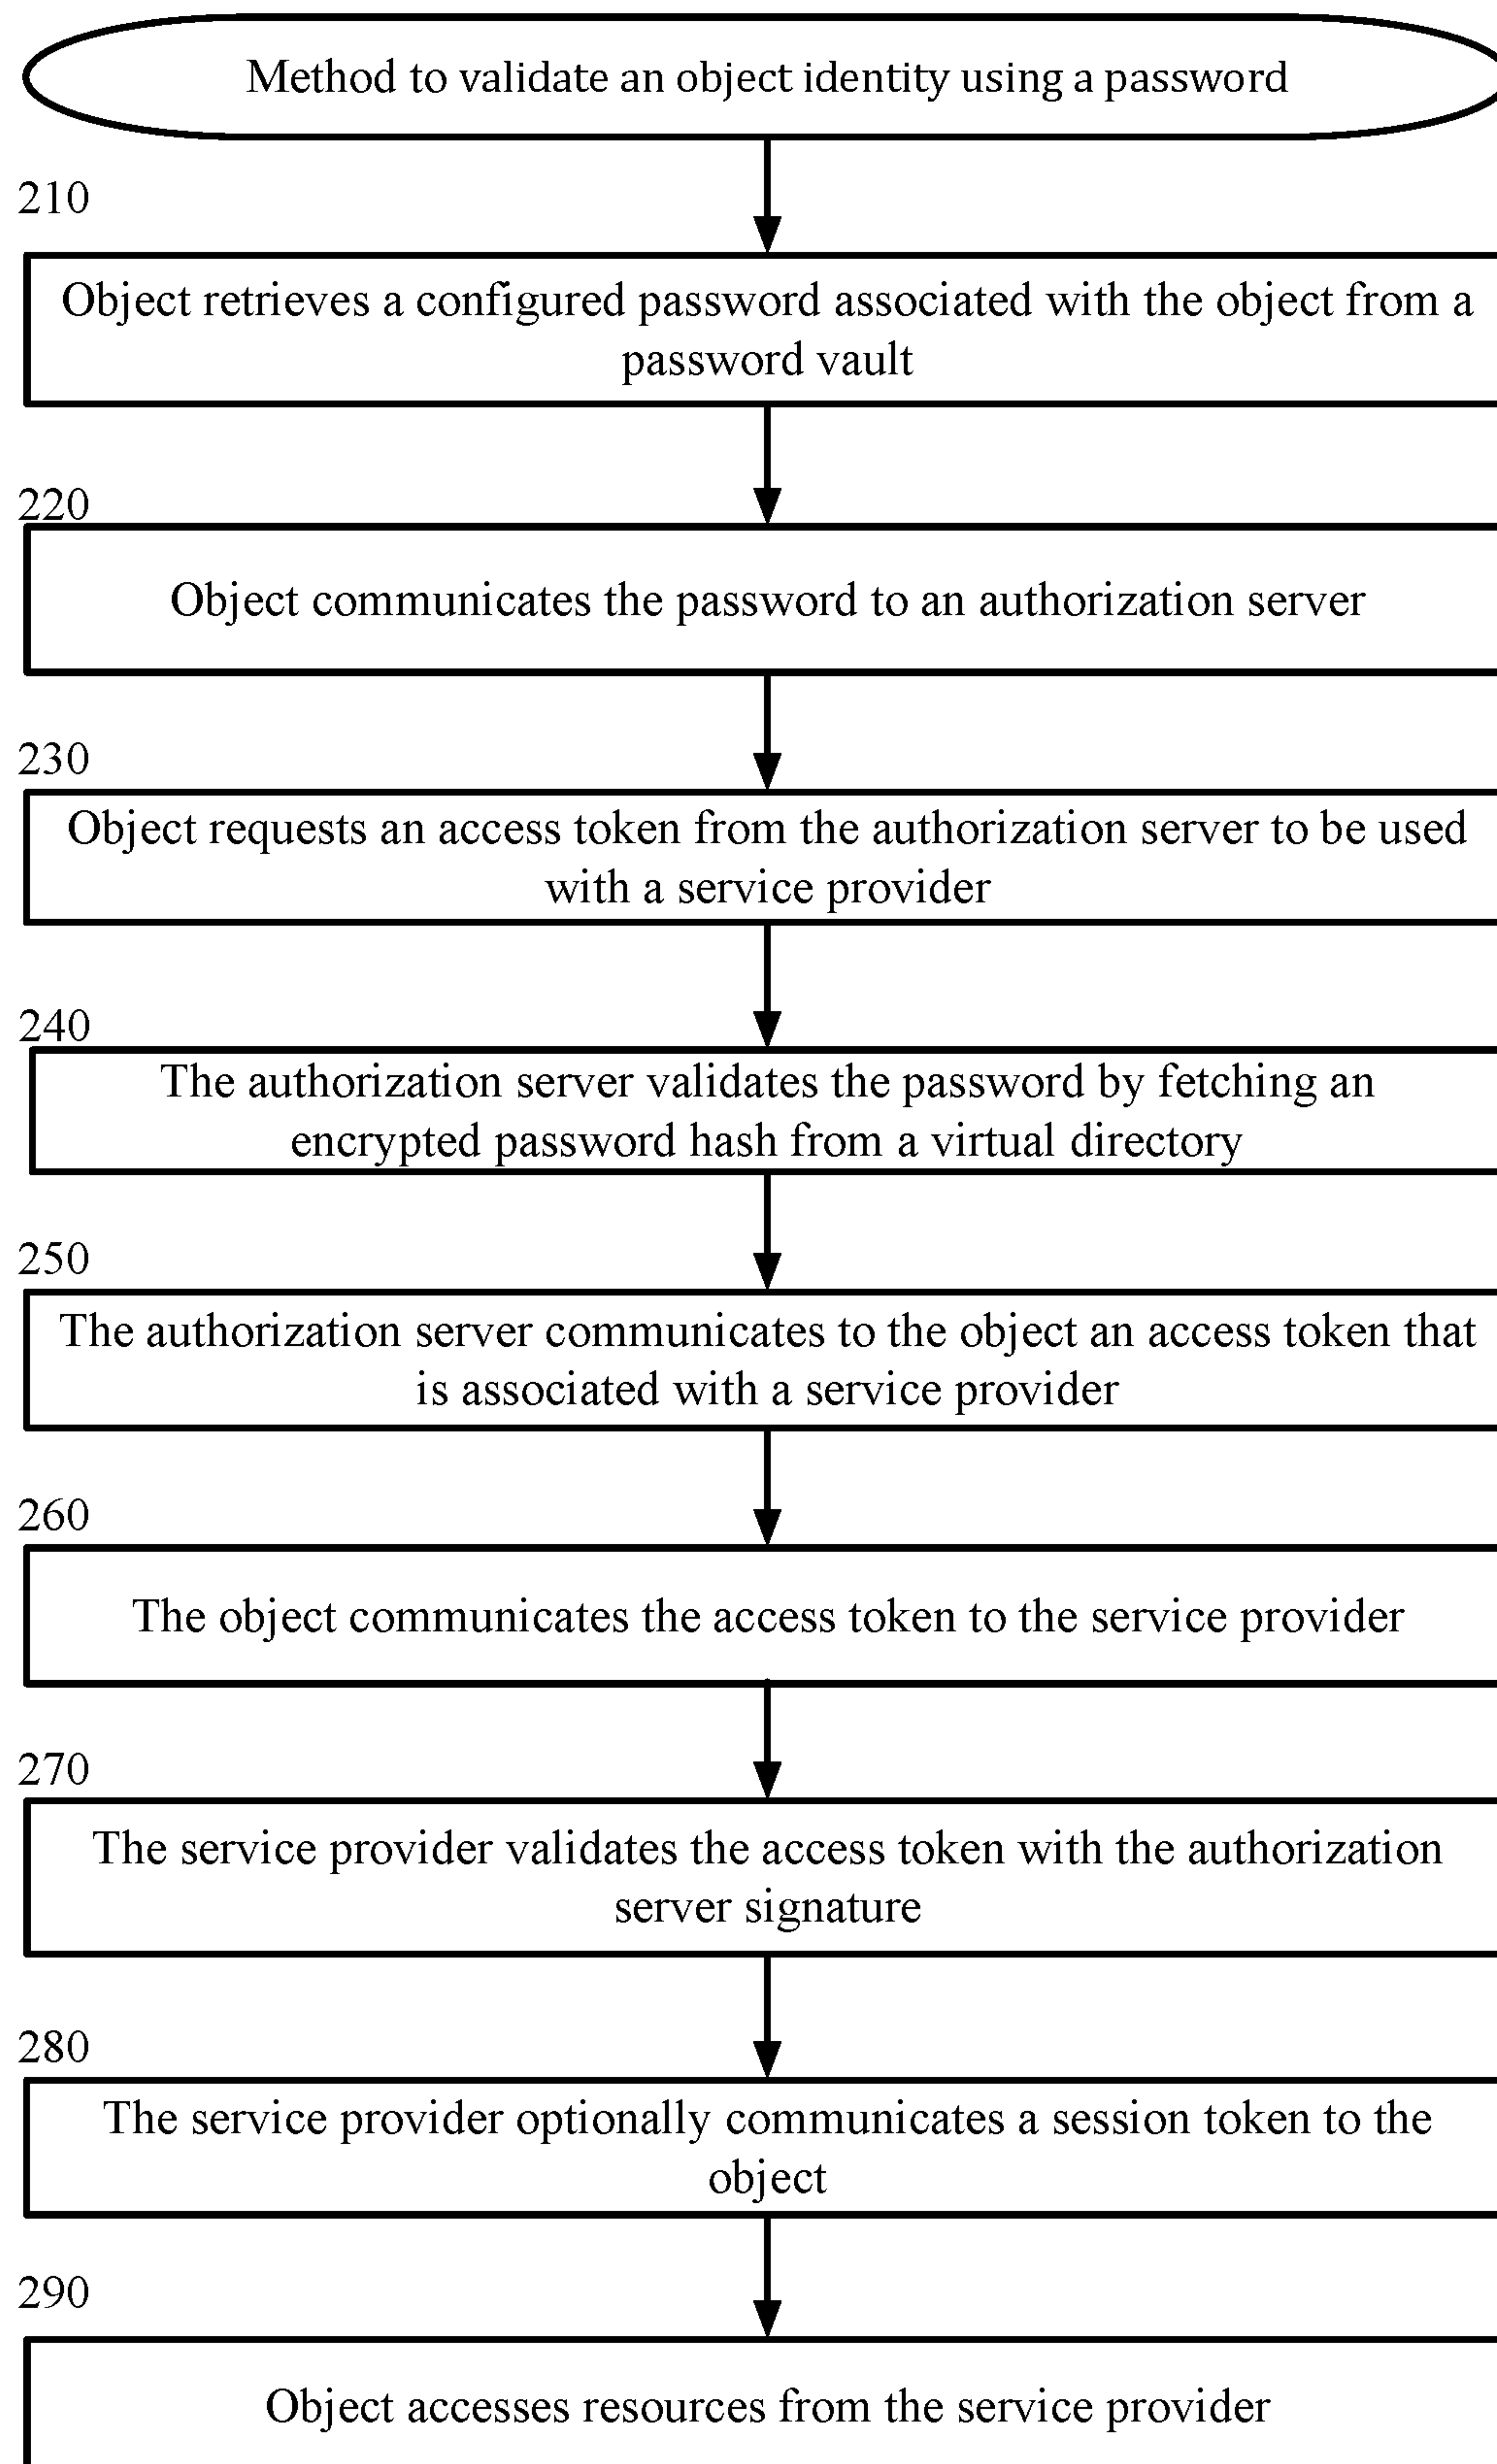 Method to validate an object identity using a password
210
Object retrieves a configured password associated with the object from a
password vault
220
Object communicates the password to an authorization server
230
Object requests an access token from the authorization server to be used
with a service provider
240
The authorization server validates the password by fetching an
encrypted password hash from a virtual directory
250
The authorization server communicates to the object an access token that
is associated with a service provider
260
The object communicates the access token to the service provider
270
The service provider validates the access token with the authorization
server signature
280
The service provider optionally communicates a session token to the
object
290
Object accesses resources from the service provider